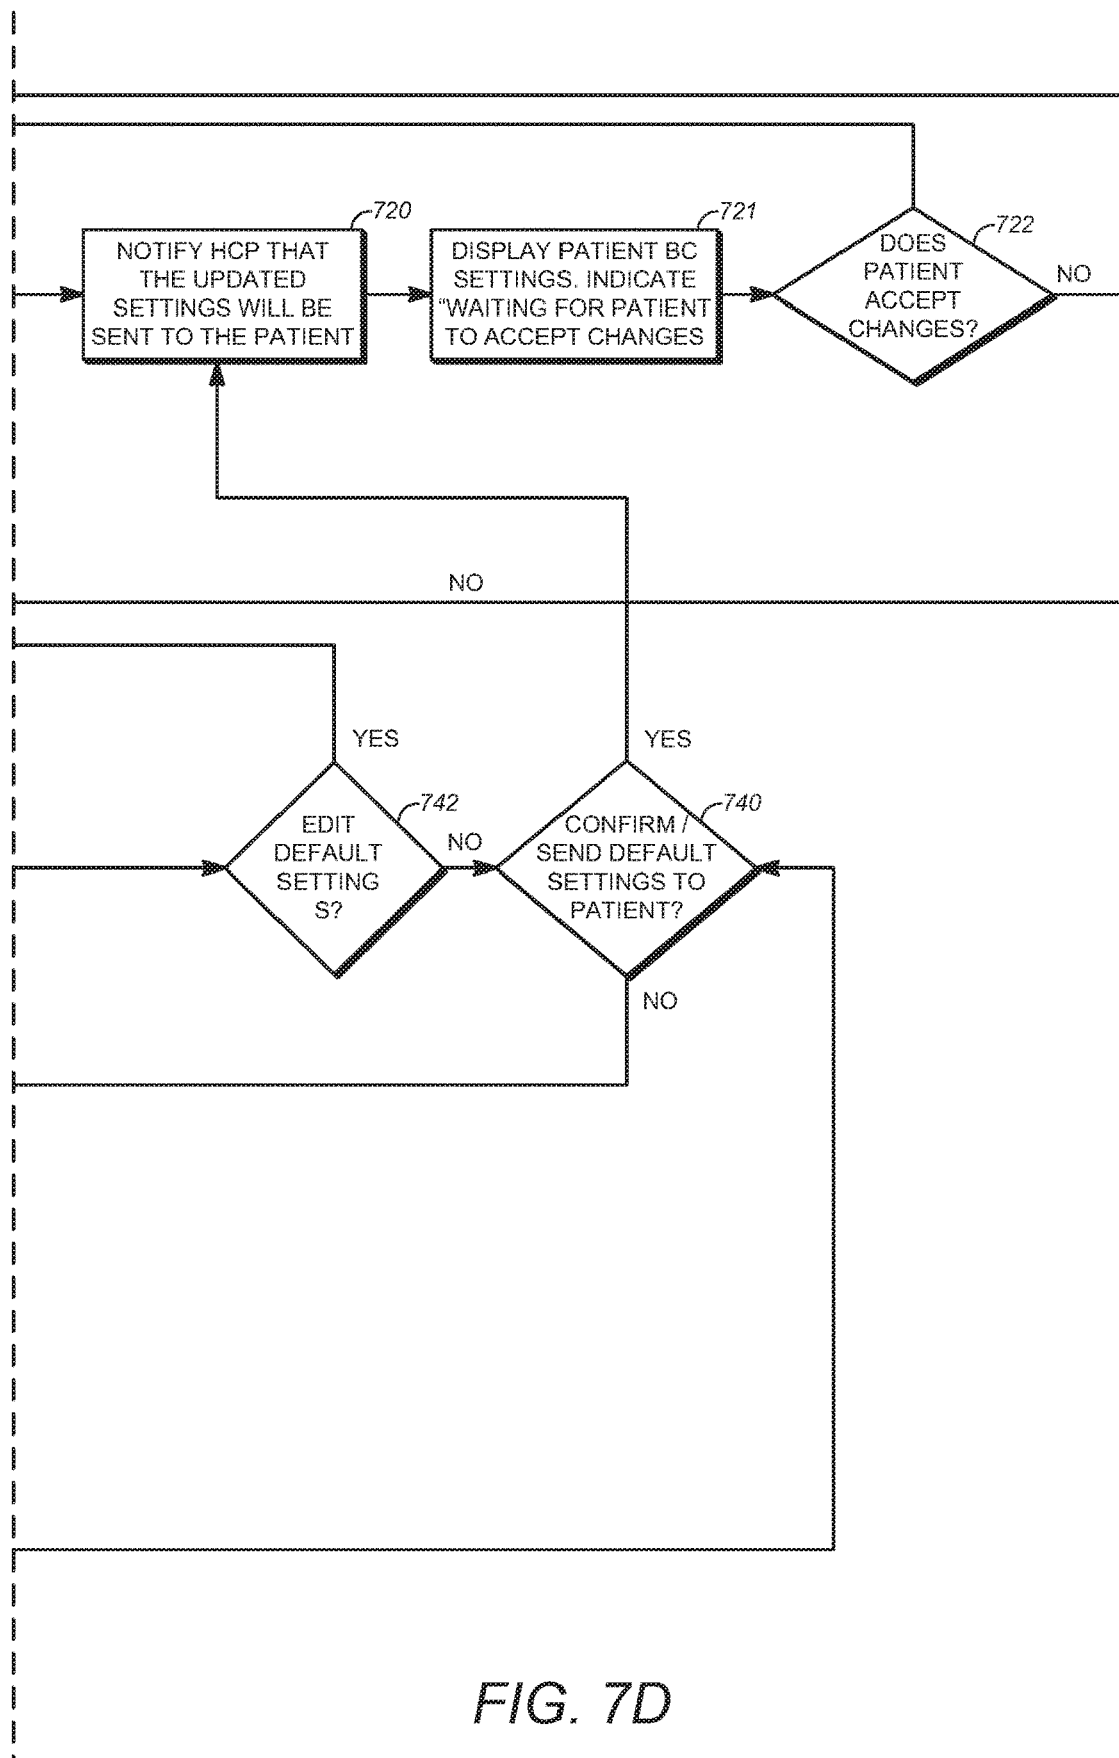 720
NOTIFY HCP THAT
THE UPDATED
SETTINGS WILL BE
SENT TO THE PATIENT
721
DISPLAY PATIENT BC
SETTINGS. INDICATE
"WAITING FOR PATIENT
TO ACCEPT CHANGES
722
DOES
PATIENT
ACCEPT
CHANGES?
NO
NO
YES
742
EDIT
DEFAULT
SETTING
S?
NO
YES
740
CONFIRM /
SEND DEFAULT
SETTINGS TO
PATIENT?
NO
FIG. 7D